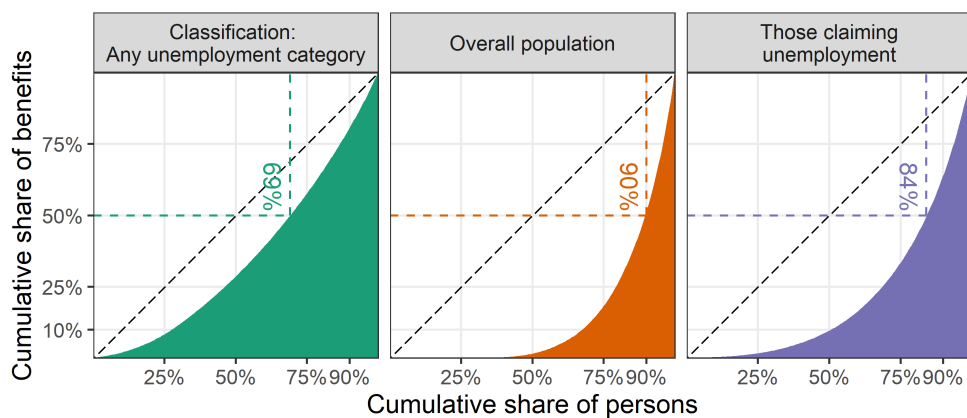 Classification:
Any unemployment category
Overall population
Those claiming
unemployment
Cumulative share of benefits
75%
50%
25%
10%
69%
90%
84%
25% 50% 75% 90%
25% 50% 75% 90%
25% 50% 75% 90%
Cumulative share of persons